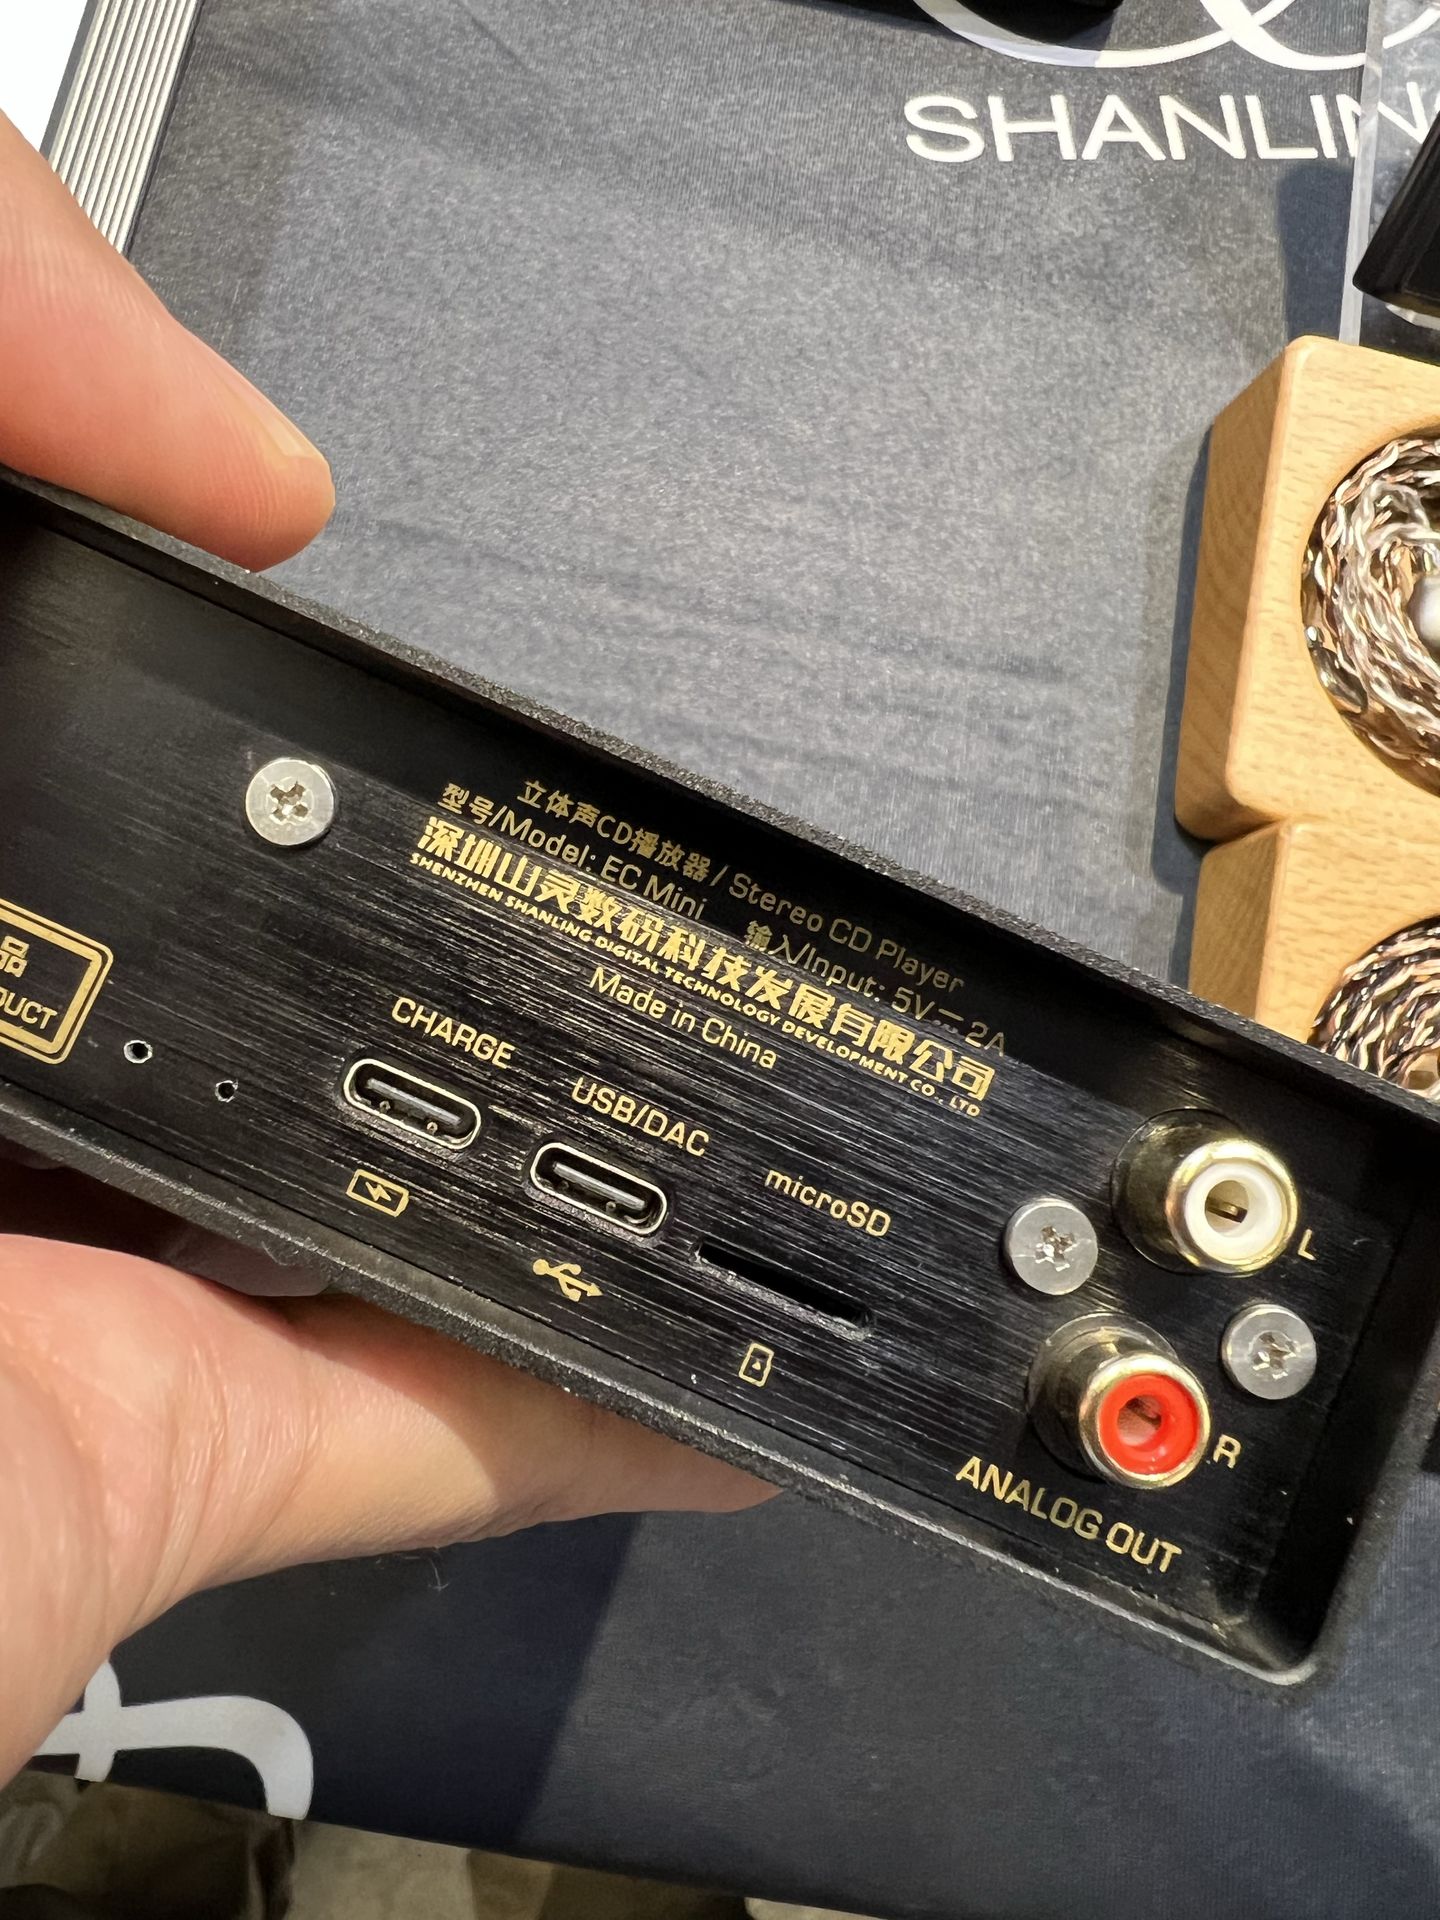 SHANLIN
立体声CD播放器 / Stereo CD Player
型号/Model: EC Mini 输入/Input: 5V⎓2A
深圳山灵数码科技发展有限公司
SHENZHEN SHANLING DIGITAL TECHNOLOGY DEVELOPMENT CO., LTD
Made in China
品
DUCT
CHARGE
USB/DAC
microSD
L
R
ANALOG OUT